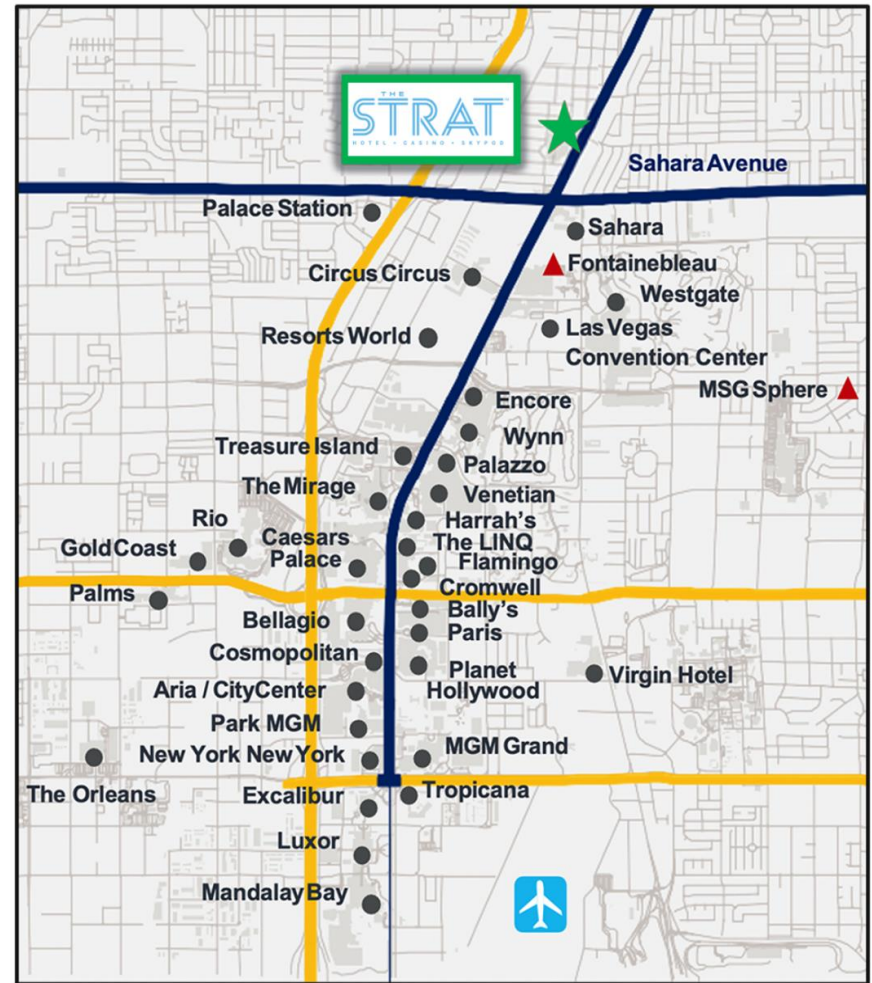 THE
STRAT
HOTEL • CASINO • SKYPOD
Sahara Avenue
Palace Station
Sahara
Circus Circus
Fontainebleau
Westgate
Resorts World
Las Vegas
Convention Center
MSG Sphere
Encore
Wynn
Treasure Island
Palazzo
The Mirage
Venetian
Rio
Harrah's
Caesars
Palace
The LINQ
Gold Coast
Flamingo
Cromwell
Palms
Bally's
Bellagio
Paris
Cosmopolitan
Planet
Hollywood
Virgin Hotel
Aria / CityCenter
Park MGM
MGM Grand
New York New York
The Orleans
Excalibur
Tropicana
Luxor
Mandalay Bay